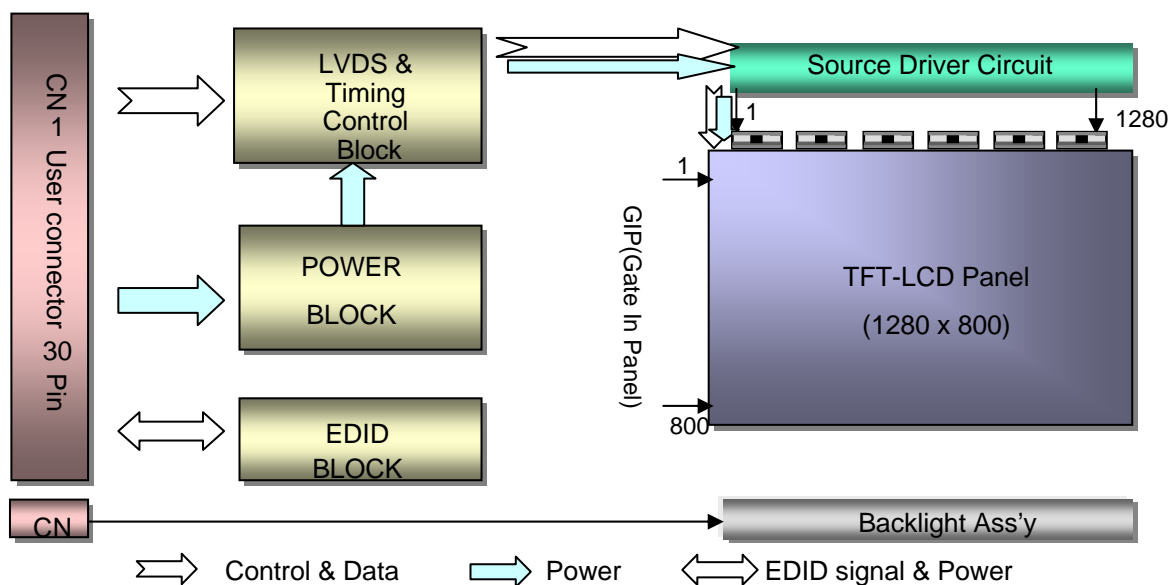 CN 1 User connector 30 Pin
LVDS &
Timing
Control
Block
Source Driver Circuit
1
1280
1
GIP(Gate In Panel)
800
TFT-LCD Panel
(1280 x 800)
POWER
BLOCK
EDID
BLOCK
CN
Backlight Ass'y
Control & Data
Power
EDID signal & Power